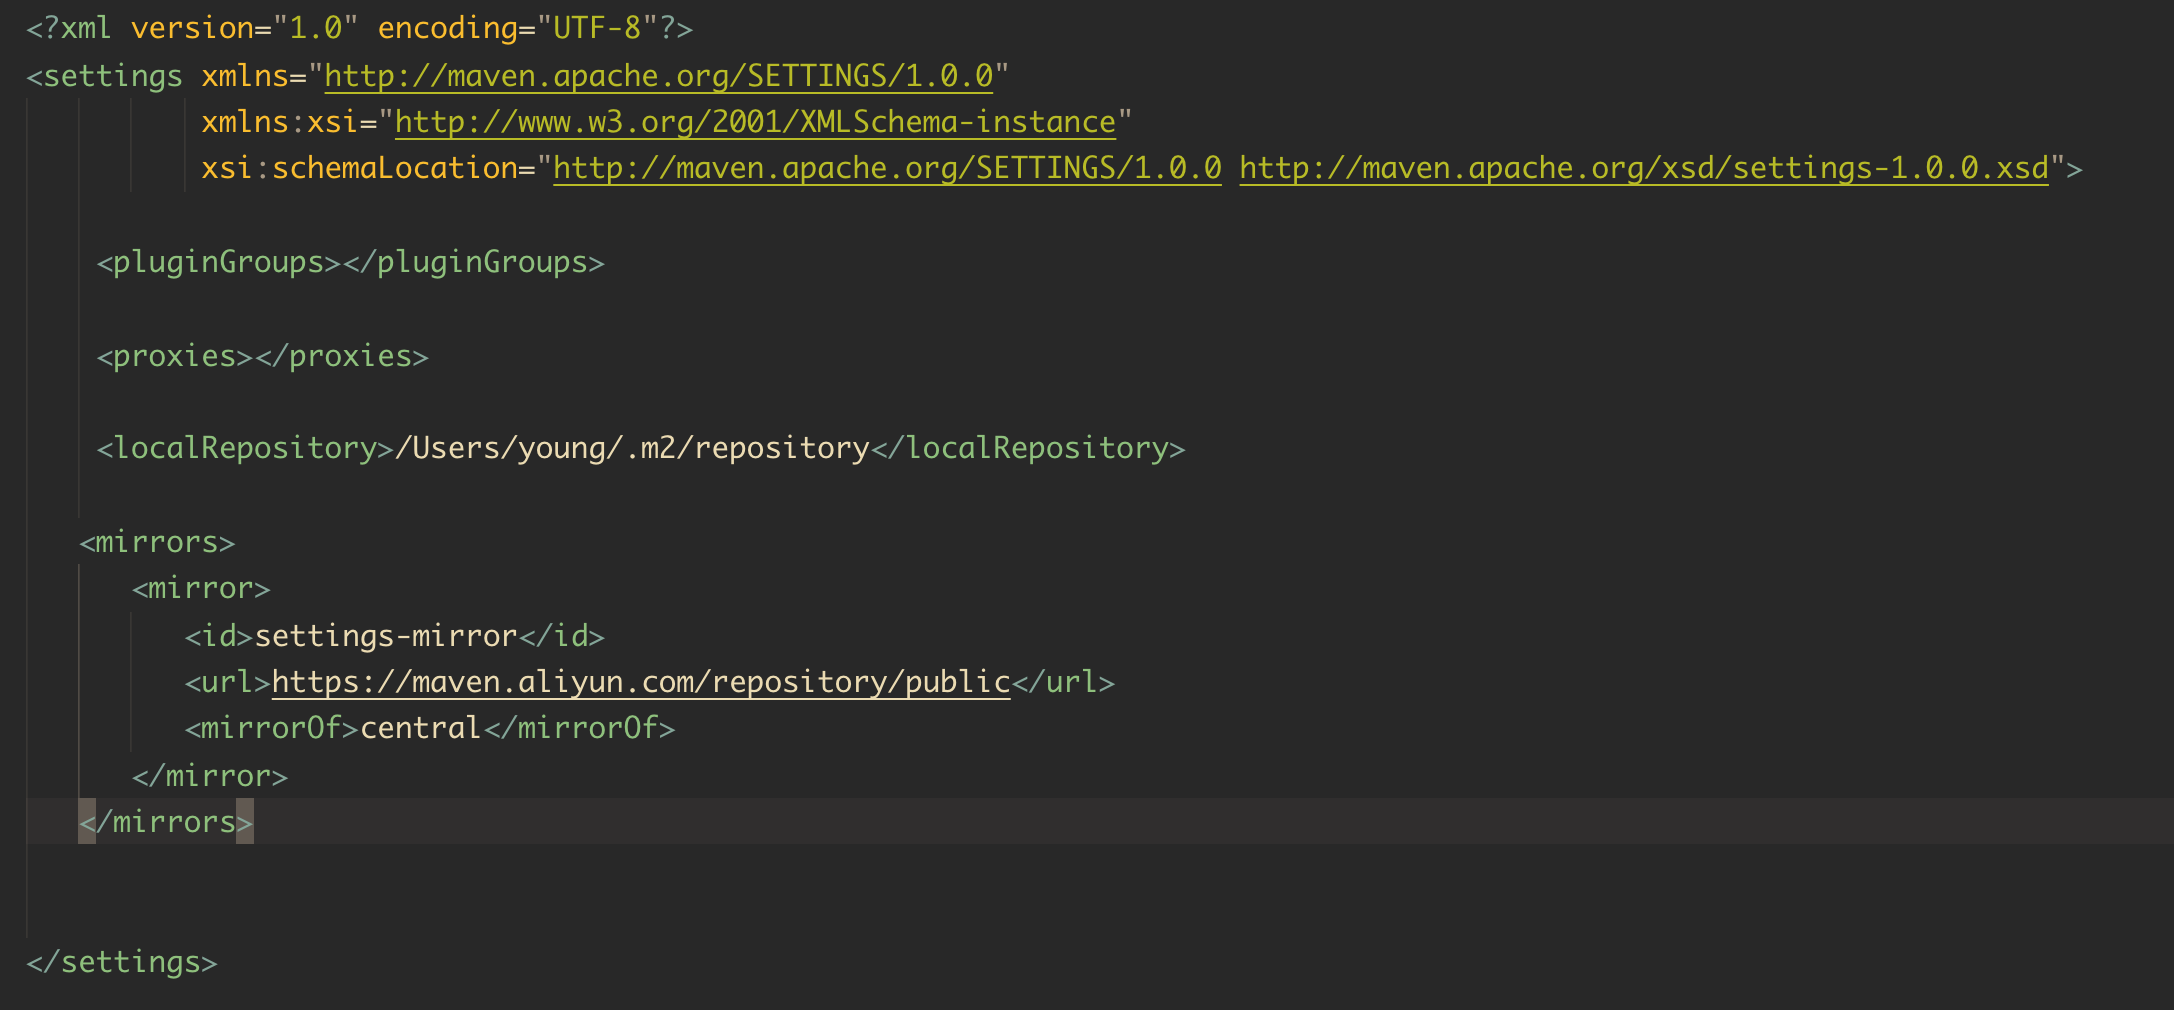 <?xml version="1.0" encoding="UTF-8"?>
<settings xmlns="http://maven.apache.org/SETTINGS/1.0.0"
xmlns:xsi="http://www.w3.org/2001/XMLSchema-instance"
xsi:schemaLocation="http://maven.apache.org/SETTINGS/1.0.0 http://maven.apache.org/xsd/settings-1.0.0.xsd">
<pluginGroups></pluginGroups>
<proxies></proxies>
<localRepository>/Users/young/.m2/repository</localRepository>
<mirrors>
<mirror>
<id>settings-mirror</id>
<url>https://maven.aliyun.com/repository/public</url>
<mirrorOf>central</mirrorOf>
</mirror>
</mirrors>
</settings>